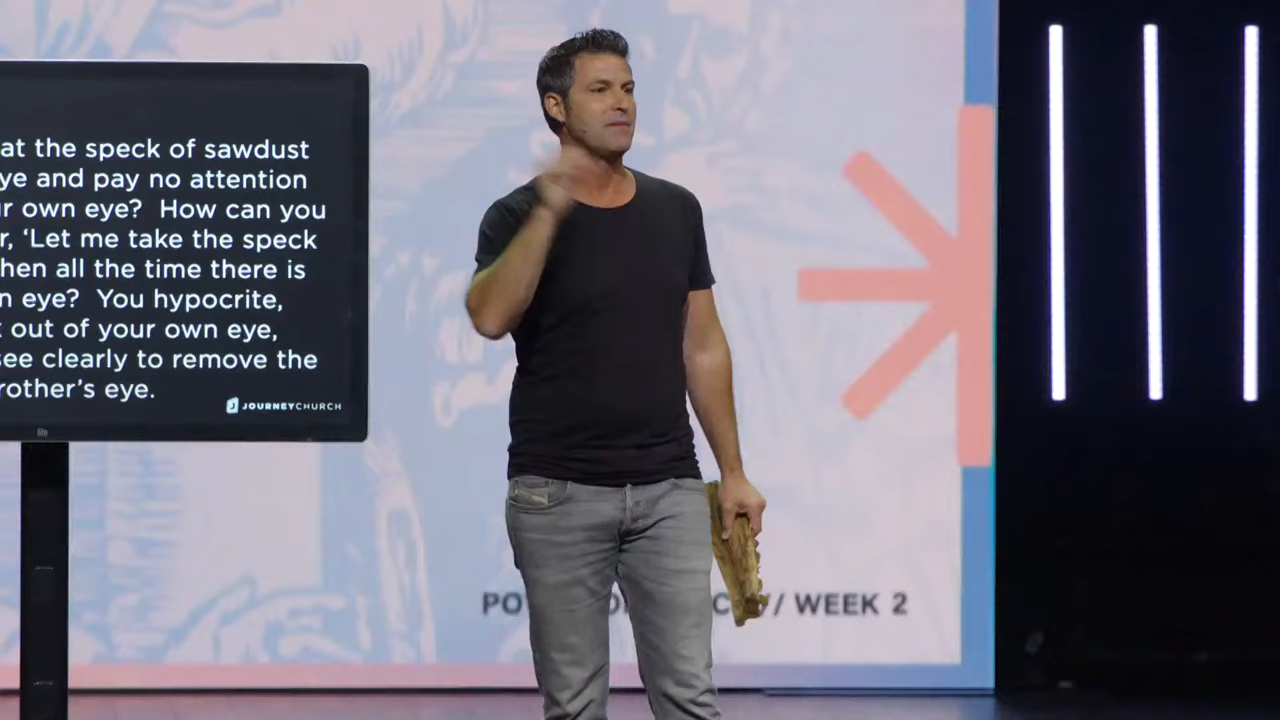 at the speck of sawdust
ye and pay no attention
r own eye? How can you
r, ‘Let me take the speck
hen all the time there is
n eye? You hypocrite,
out of your own eye,
see clearly to remove the
rother’s eye.
JOURNEYCHURCH
elo
/ WEEK 2